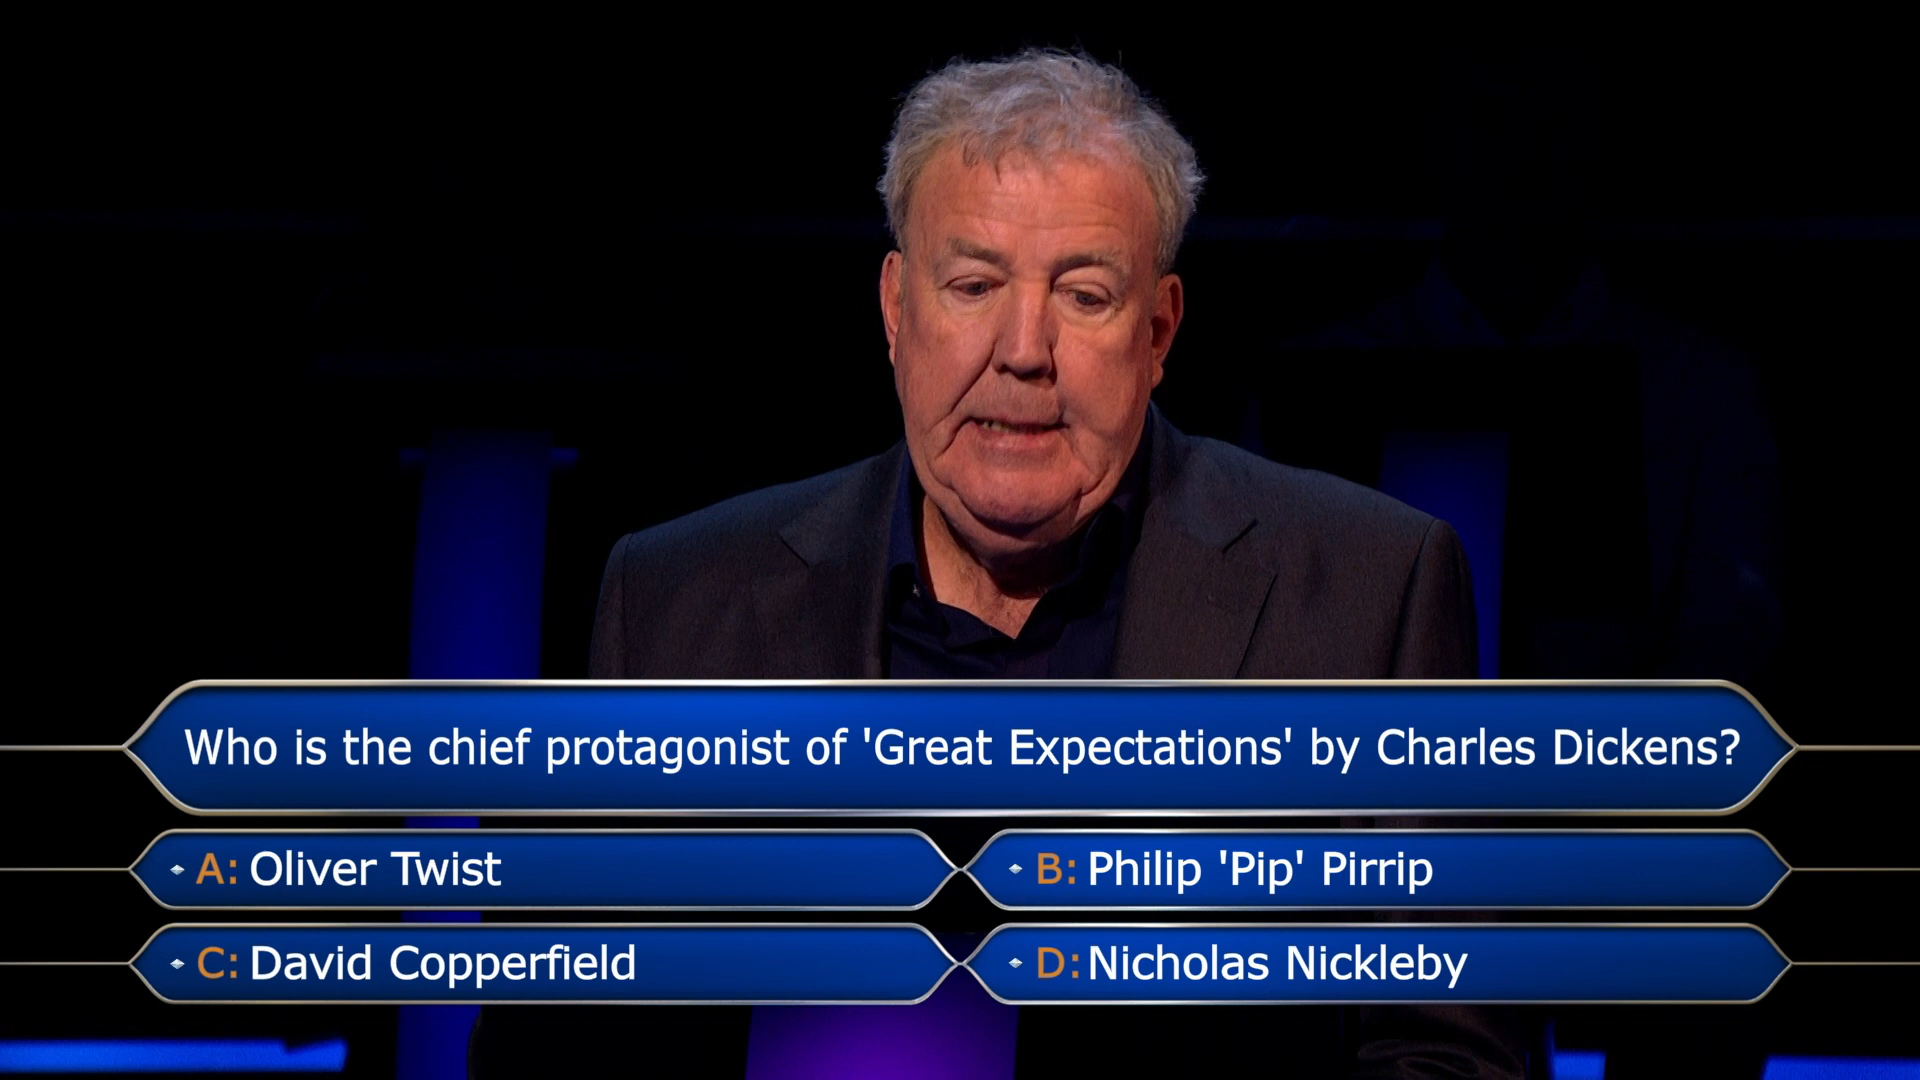 Who is the chief protagonist of 'Great Expectations' by Charles Dickens?
A: Oliver Twist
B: Philip 'Pip' Pirrip
C: David Copperfield
D: Nicholas Nickleby